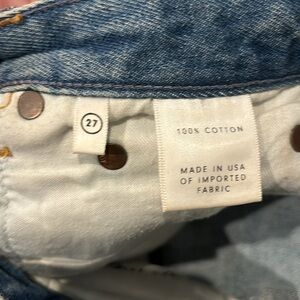 27
100% COTTON
MADE IN USA
OF IMPORTED
FABRIC